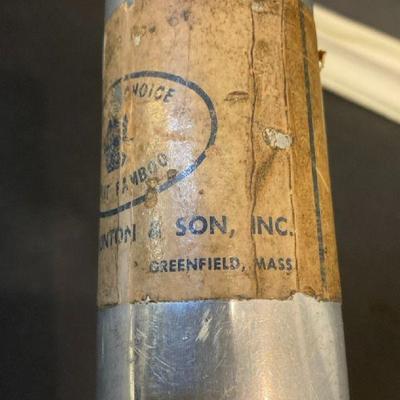 CHOICE
BAMBOO
& SON, INC.
GREENFIELD, MASS